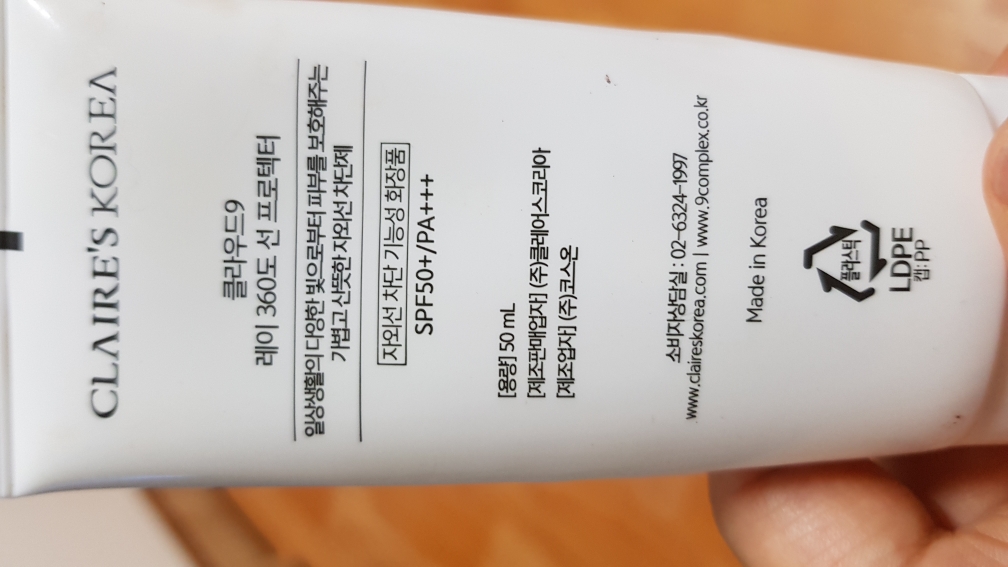 CLAIRE'S KOREA
클라우드9
레이 360도 선 프로텍터
일상생활의 다양한 빛으로부터 피부를 보호해주는
가볍고 산뜻한 자외선 차단제
자외선 차단 기능성 화장품
SPF50+/PA+++
[용량] 50 mL
[제조판매업자] (주)클레어스코리아
[제조업자] (주)코스온
소비자상담실 : 02-6324-1997
www.claireskorea.com | www.9complex.co.kr
Made in Korea
플라스틱
LDPE
캡: PP